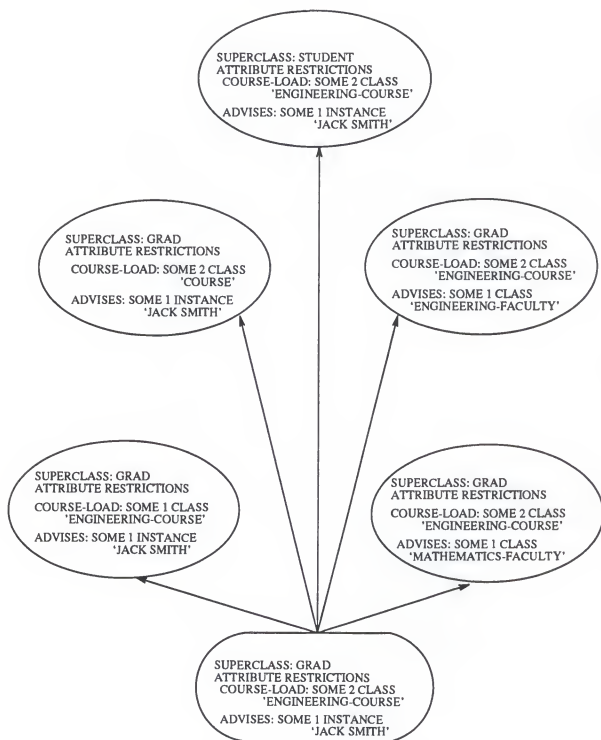 SUPERCLASS: STUDENT
ATTRIBUTE RESTRICTIONS
COURSE-LOAD: SOME 2 CLASS
'ENGINEERING-COURSE'
ADVISES: SOME 1 INSTANCE
'JACK SMITH'
SUPERCLASS: GRAD
ATTRIBUTE RESTRICTIONS
COURSE-LOAD: SOME 2 CLASS
'COURSE'
ADVISES: SOME 1 INSTANCE
'JACK SMITH'
SUPERCLASS: GRAD
ATTRIBUTE RESTRICTIONS
COURSE-LOAD: SOME 2 CLASS
'ENGINEERING-COURSE'
ADVISES: SOME 1 CLASS
'ENGINEERING-FACULTY'
SUPERCLASS: GRAD
ATTRIBUTE RESTRICTIONS
COURSE-LOAD: SOME 1 CLASS
'ENGINEERING-COURSE'
ADVISES: SOME 1 INSTANCE
'JACK SMITH'
SUPERCLASS: GRAD
ATTRIBUTE RESTRICTIONS
COURSE-LOAD: SOME 2 CLASS
'ENGINEERING-COURSE'
ADVISES: SOME 1 CLASS
'MATHEMATICS-FACULTY'
SUPERCLASS: GRAD
ATTRIBUTE RESTRICTIONS
COURSE-LOAD: SOME 2 CLASS
'ENGINEERING-COURSE'
ADVISES: SOME 1 INSTANCE
'JACK SMITH'